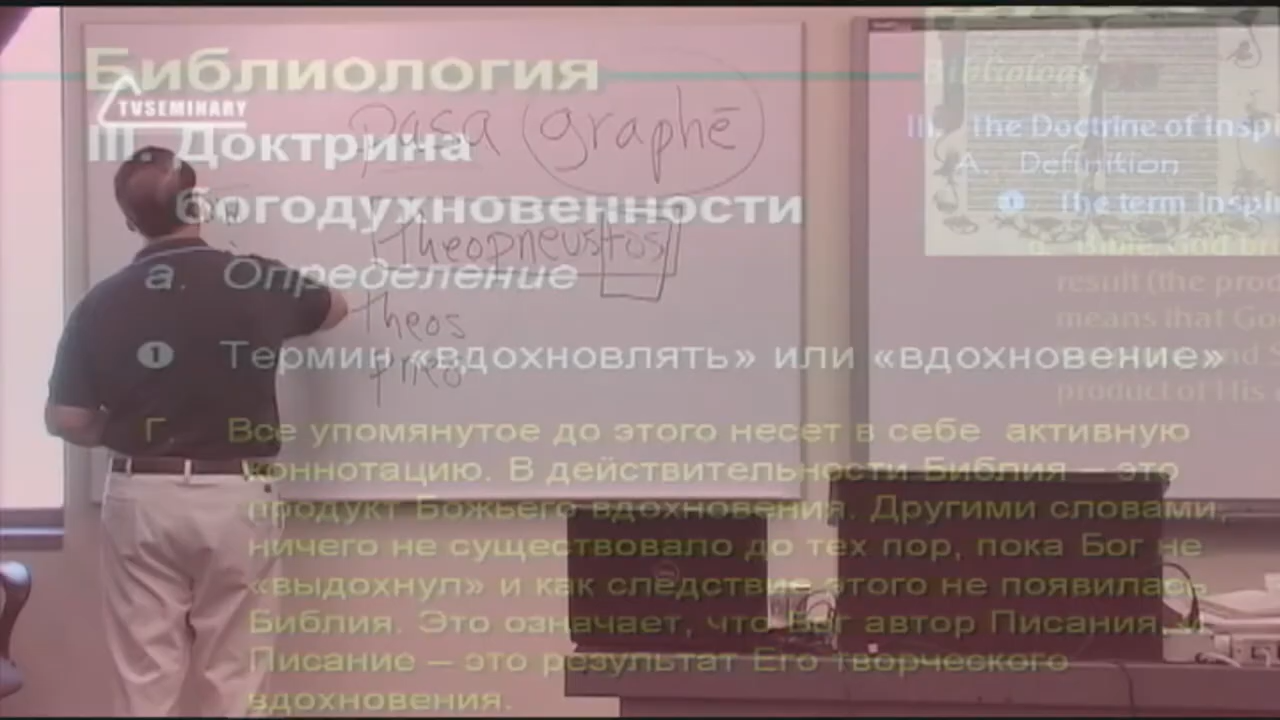 Библиология
TVSEMINARY
III. Доктрина
богодухновенности
a. Определение
❶ Термин «вдохновлять» или «вдохновение»
Г. Все упомянутое до этого несет в себе активную
коннотацию. В действительности Библия – это
продукт Божьего вдохновения. Другими словами,
ничего не существовало до тех пор, пока Бог не
«выдохнул» и как следствие этого не появилась
Библия. Это означает, что Бог автор Писания, и
Писание – это результат Его творческого
вдохновения.
pasa graphē
Theopneustos
theos
pneo
Bibliology
III. The Doctrine of Inspi
A. Definition
❶ The term Inspi
result (the prod
means that Go
product of His